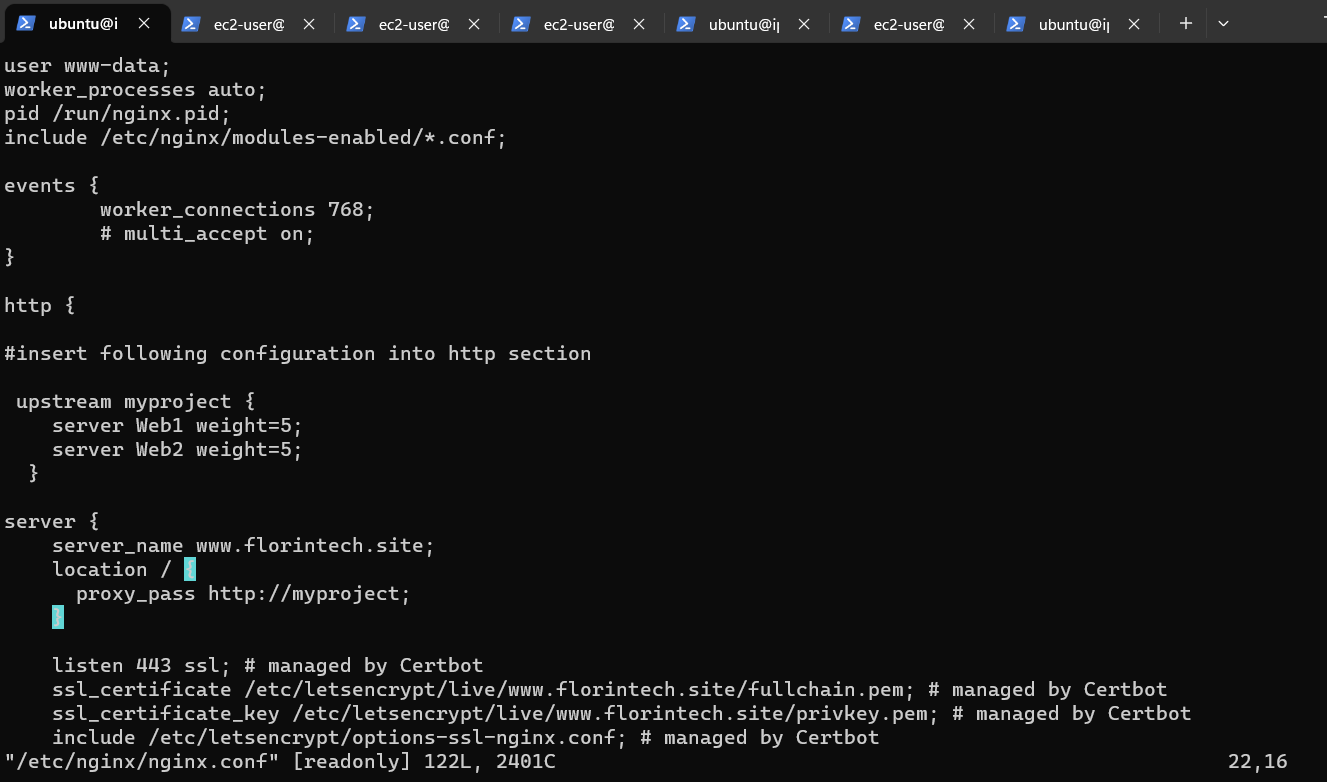 ubuntu@i ec2-user@ ec2-user@ ec2-user@ ubuntu@ip ec2-user@ ubuntu@ip
user www-data;
worker_processes auto;
pid /run/nginx.pid;
include /etc/nginx/modules-enabled/*.conf;
events {
        worker_connections 768;
        # multi_accept on;
}
http {
#insert following configuration into http section
 upstream myproject {
    server Web1 weight=5;
    server Web2 weight=5;
  }
server {
    server_name www.florintech.site;
    location / {
      proxy_pass http://myproject;
    }
    listen 443 ssl; # managed by Certbot
    ssl_certificate /etc/letsencrypt/live/www.florintech.site/fullchain.pem; # managed by Certbot
    ssl_certificate_key /etc/letsencrypt/live/www.florintech.site/privkey.pem; # managed by Certbot
    include /etc/letsencrypt/options-ssl-nginx.conf; # managed by Certbot
"/etc/nginx/nginx.conf" [readonly] 122L, 2401C 22,16